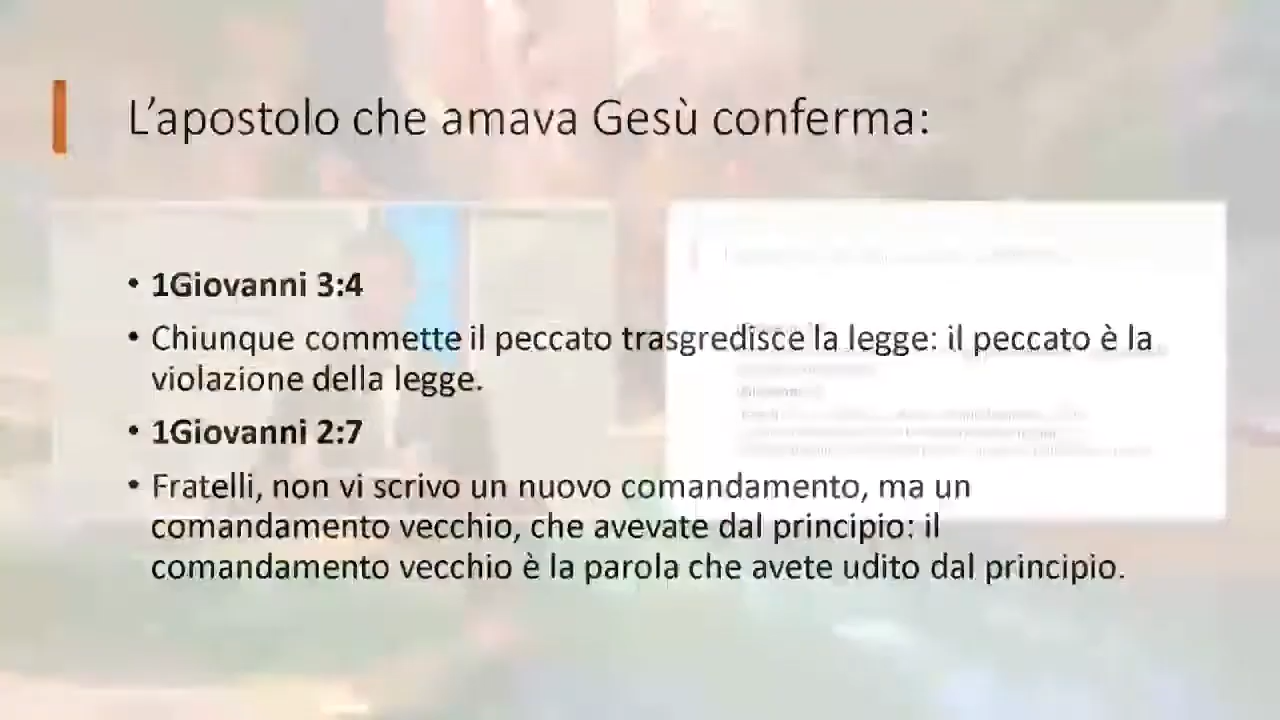 L’apostolo che amava Gesù conferma:
• 1Giovanni 3:4
• Chiunque commette il peccato trasgredisce la legge: il peccato è la
violazione della legge.
• 1Giovanni 2:7
• Fratelli, non vi scrivo un nuovo comandamento, ma un
comandamento vecchio, che avevate dal principio: il
comandamento vecchio è la parola che avete udito dal principio.